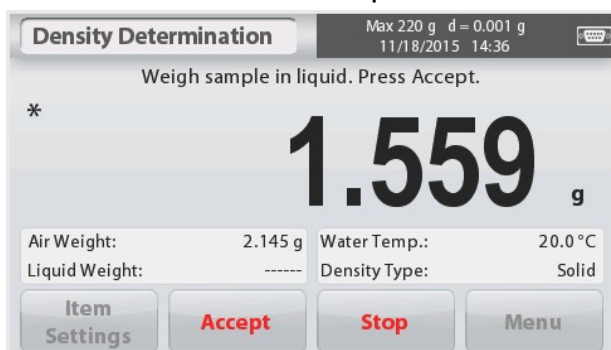 Density Determination
Max 220 g d = 0.001 g
11/18/2015 14:36
Weigh sample in liquid. Press Accept.
*
1.559 g
Air Weight: 2.145 g Water Temp.: 20.0 °C
Liquid Weight: ------ Density Type: Solid
Item
Settings
Accept
Stop
Menu